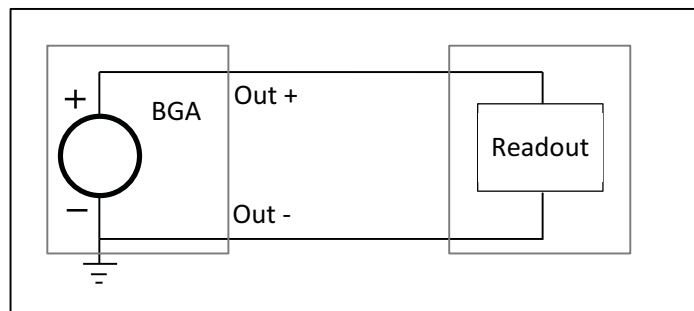 +
BGA
Out +
Readout
−
Out -